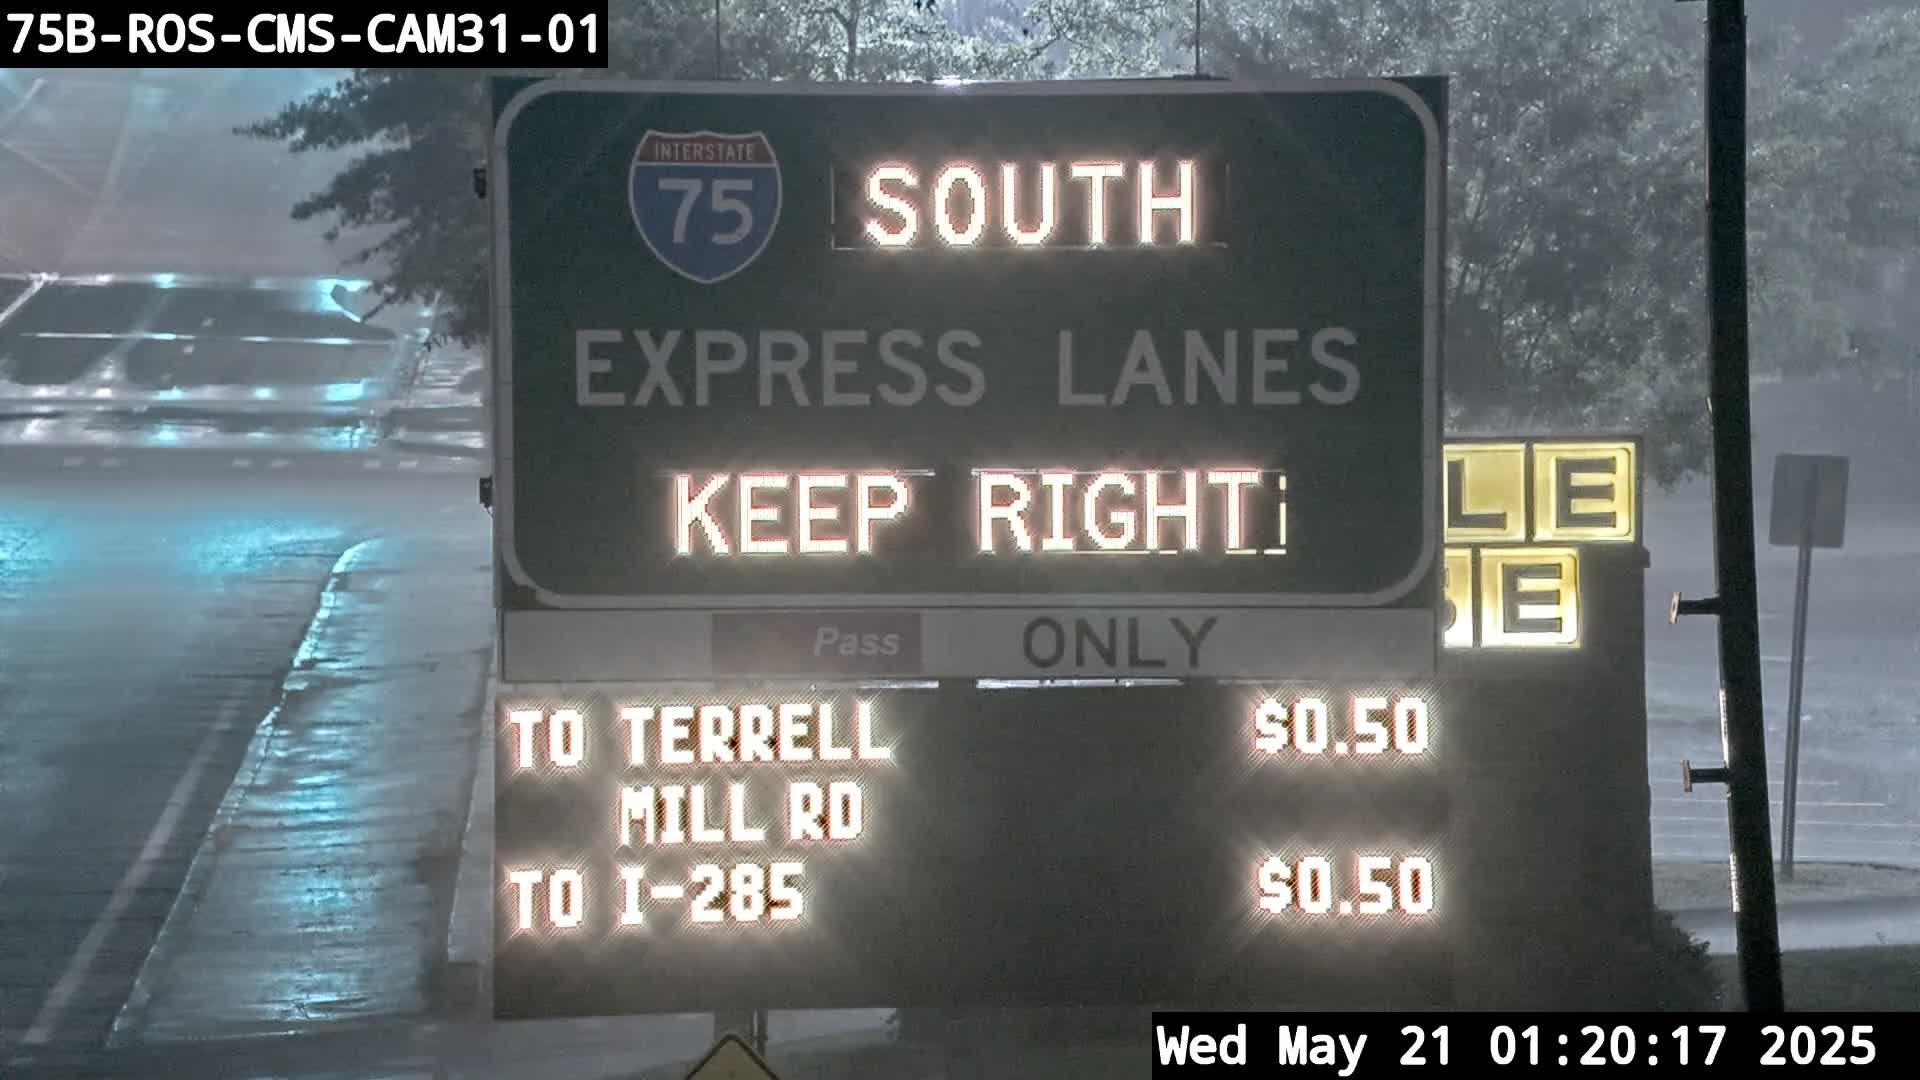 75B-ROS-CMS-CAM31-01
INTERSTATE
75
SOUTH
EXPRESS LANES
KEEP RIGHT
Pass ONLY
TO TERRELL $0.50
MILL RD
TO I-285 $0.50
LE
E
Wed May 21 01:20:17 2025